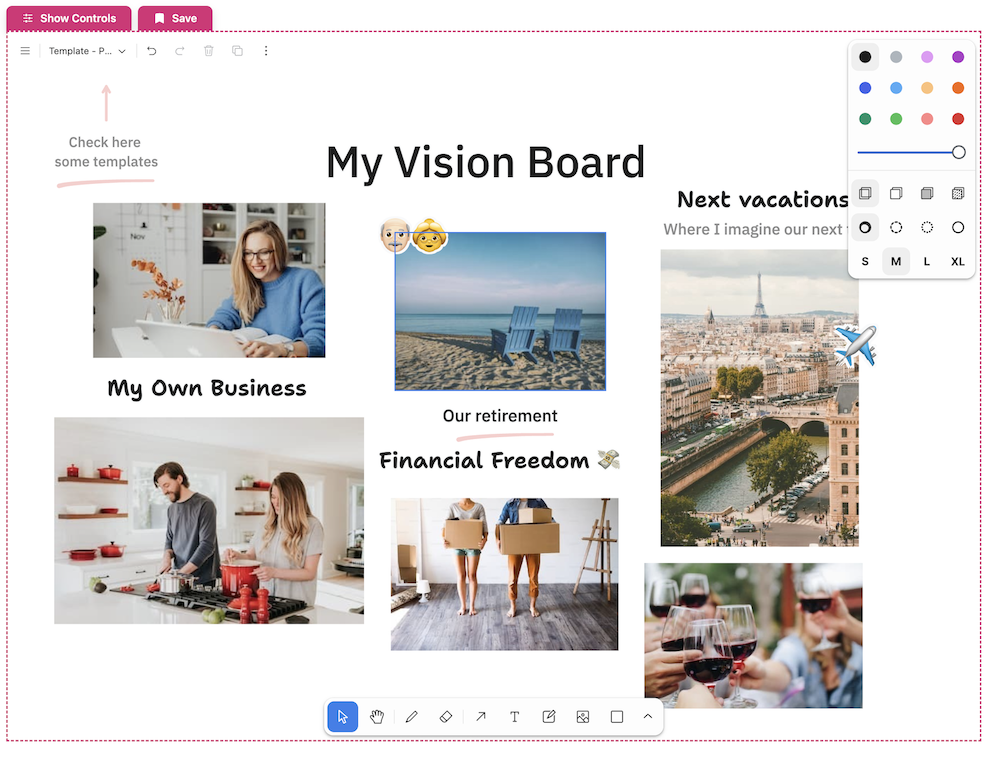 Show Controls
Save
Template - P...
Check here
some templates
My Vision Board
Next vacations
Where I imagine our next
Nov
My Own Business
Our retirement
Financial Freedom
S M L XL
T